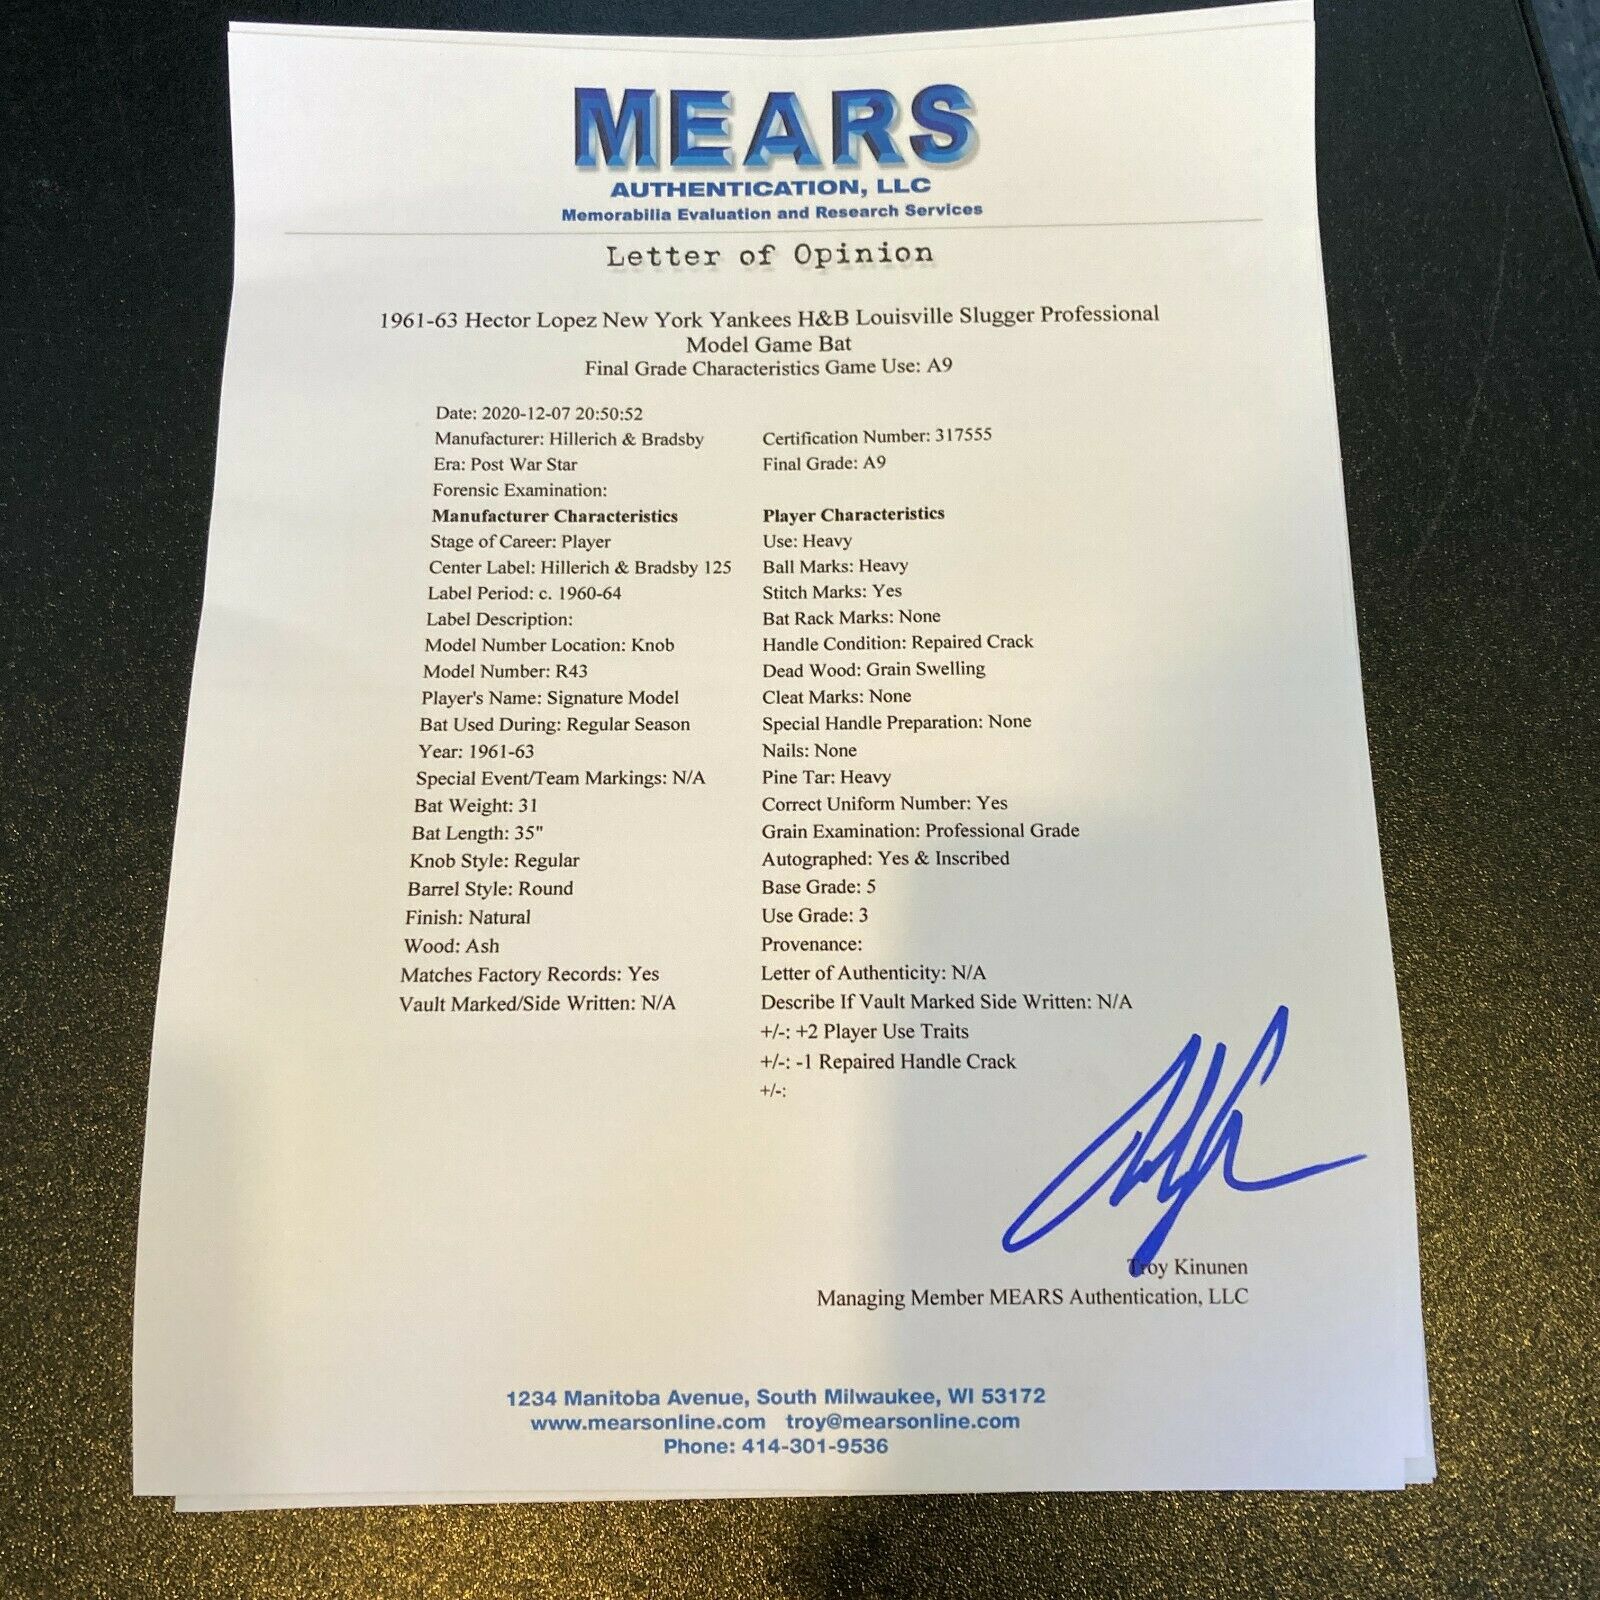 MEARS
AUTHENTICATION, LLC
Memorabilia Evaluation and Research Services
Letter of Opinion
1961-63 Hector Lopez New York Yankees H&B Louisville Slugger Professional
Model Game Bat
Final Grade Characteristics Game Use: A9
Date: 2020-12-07 20:50:52
Manufacturer: Hillerich & Bradsby
Era: Post War Star
Forensic Examination:
Manufacturer Characteristics
Stage of Career: Player
Center Label: Hillerich & Bradsby 125
Label Period: c. 1960-64
Label Description:
Model Number Location: Knob
Model Number: R43
Player's Name: Signature Model
Bat Used During: Regular Season
Year: 1961-63
Special Event/Team Markings: N/A
Bat Weight: 31
Bat Length: 35"
Knob Style: Regular
Barrel Style: Round
Finish: Natural
Wood: Ash
Matches Factory Records: Yes
Vault Marked/Side Written: N/A
Certification Number: 317555
Final Grade: A9
Player Characteristics
Use: Heavy
Ball Marks: Heavy
Stitch Marks: Yes
Bat Rack Marks: None
Handle Condition: Repaired Crack
Dead Wood: Grain Swelling
Cleat Marks: None
Special Handle Preparation: None
Nails: None
Pine Tar: Heavy
Correct Uniform Number: Yes
Grain Examination: Professional Grade
Autographed: Yes & Inscribed
Base Grade: 5
Use Grade: 3
Provenance:
Letter of Authenticity: N/A
Describe If Vault Marked Side Written: N/A
+/-: +2 Player Use Traits
+/-: -1 Repaired Handle Crack
+/-:
Troy Kinunen
Managing Member MEARS Authentication, LLC
1234 Manitoba Avenue, South Milwaukee, WI 53172
www.mearsonline.com troy@mearsonline.com
Phone: 414-301-9536